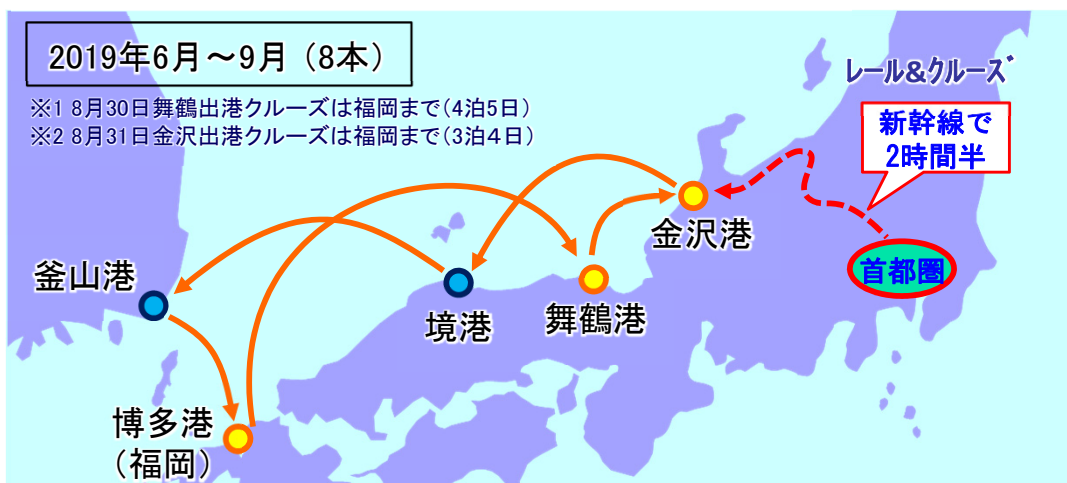 2019年6月～9月（8本）
※1 8月30日舞鶴出港クルーズは福岡まで（4泊5日）
※2 8月31日金沢出港クルーズは福岡まで（3泊4日）
レール&クルーズ
新幹線で
2時間半
金沢港
首都圏
釜山港
境港
舞鶴港
博多港
（福岡）